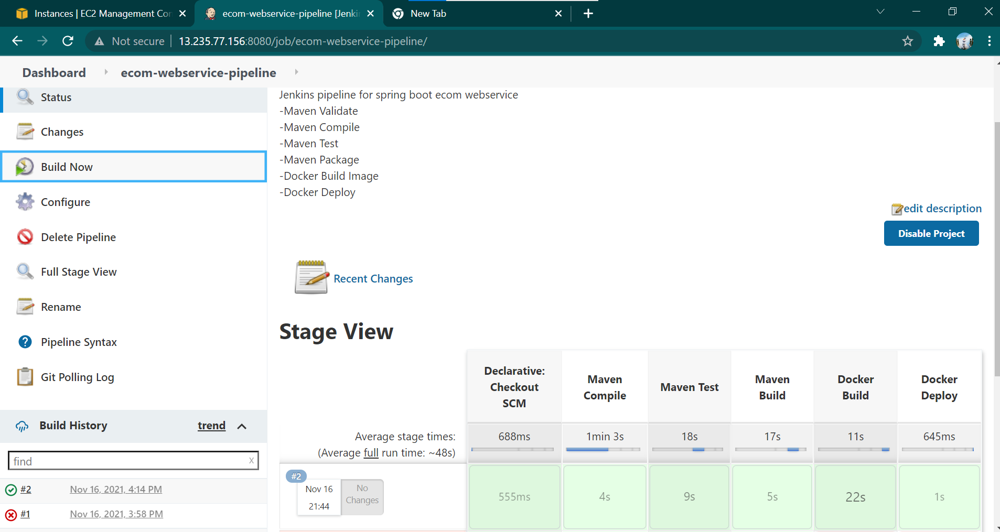 Instances | EC2 Management Con
ecom-webservice-pipeline [Jenki
New Tab
Not secure
13.235.77.156:8080/job/ecom-webservice-pipeline/
Dashboard
ecom-webservice-pipeline
Status
Changes
Build Now
Configure
Delete Pipeline
Full Stage View
Rename
Pipeline Syntax
Git Polling Log
Build History
trend
find
x
#2
Nov 16, 2021, 4:14 PM
#1
Nov 16, 2021, 3:58 PM
Jenkins pipeline for spring boot ecom webservice
-Maven Validate
-Maven Compile
-Maven Test
-Maven Package
-Docker Build Image
-Docker Deploy
edit description
Disable Project
Recent Changes
Stage View
Declarative:
Checkout
SCM
Maven
Compile
Maven Test
Maven
Build
Docker
Build
Docker
Deploy
Average stage times:
(Average full run time: ~48s)
688ms
1min 3s
18s
17s
11s
645ms
#2
Nov 16
21:44
No
Changes
555ms
4s
9s
5s
22s
1s